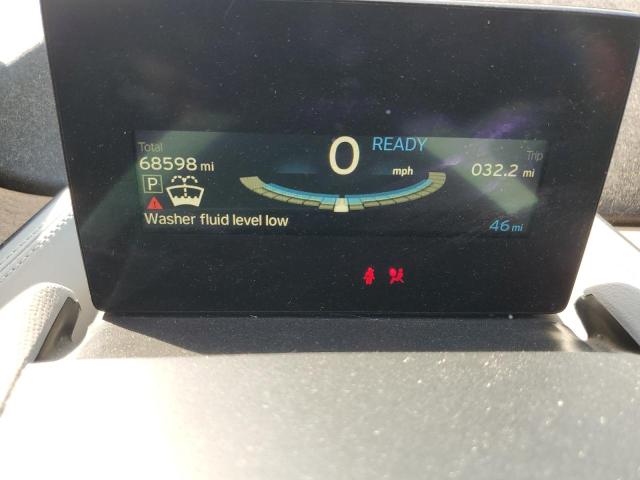 Total
68598 mi
P
Washer fluid level low
0 mph
READY
Trip
032.2 mi
46 mi